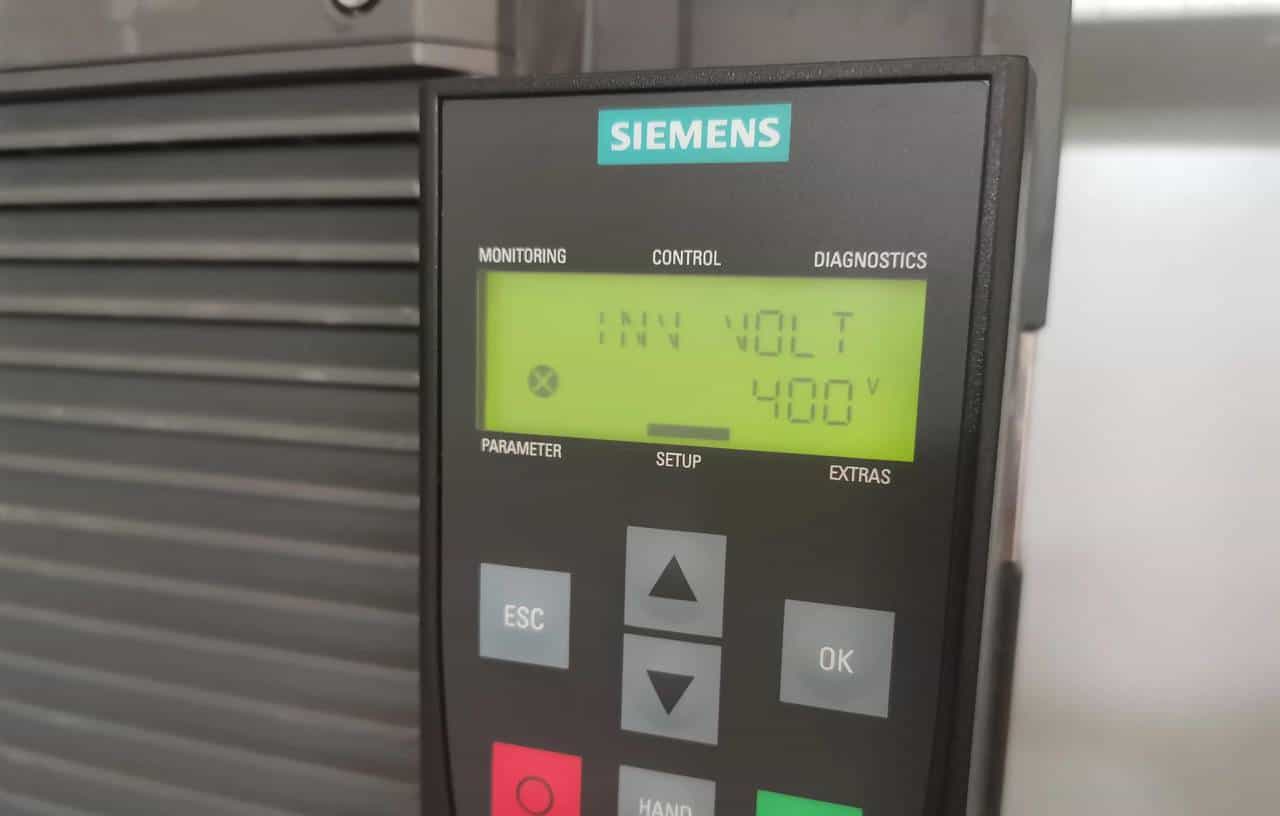 SIEMENS
MONITORING CONTROL DIAGNOSTICS
INV VOLT
400 V
PARAMETER SETUP EXTRAS
ESC
OK
HAND